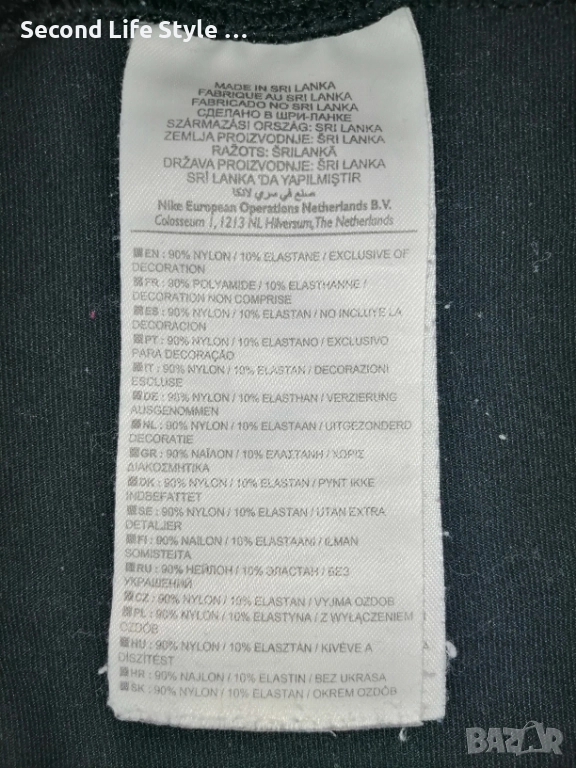 Second Life Style ...
MADE IN SRI LANKA
FABRIQUE AU SRI LANKA
FABRICADO NO SRI LANKA
СДЕЛАНО В ШРИ-ЛАНКЕ
SZÁRMAZÁSI ORSZÁG: SRI LANKA
ZEMLJA PROIZVODNJE: ŠRI LANKA
RAŽOTS: ŠRILANKĀ
DRŽAVA PROIZVODNJE: ŠRI LANKA
SRİ LANKA 'DA YAPILMIŞTIR
صنع في سري لانكا
Nike European Operations Netherlands B.V.
Colosseum 1, 1213 NL Hilversum, The Netherlands
EN : 90% NYLON / 10% ELASTANE / EXCLUSIVE OF
DECORATION
FR : 90% POLYAMIDE / 10% ELASTHANNE /
DECORATION NON COMPRISE
ES : 90% NYLON / 10% ELASTAN / NO INCLUYE LA
DECORACION
PT : 90% NYLON / 10% ELASTANO / EXCLUSIVO
PARA DECORAÇÃO
IT : 90% NYLON / 10% ELASTAN / DECORAZIONI
ESCLUSE
DE : 90% NYLON / 10% ELASTHAN / VERZIERUNG
AUSGENOMMEN
NL : 90% NYLON / 10% ELASTAAN / UITGEZONDERD
DECORATIE
GR : 90% ΝΑΪΛΟΝ / 10% ΕΛΑΣΤΑΝΗ / ΧΩΡΙΣ
ΔΙΑΚΟΣΜΗΤΙΚΑ
DK : 90% NYLON / 10% ELASTAN / PYNT IKKE
INDBEFATTET
SE : 90% NYLON / 10% ELASTAN / UTAN EXTRA
DETALJER
FI : 90% NAILON / 10% ELASTAANI / ILMAN
SOMISTEITA
RU : 90% НЕЙЛОН / 10% ЭЛАСТАН / БЕЗ
УКРАШЕНИЙ
CZ : 90% NYLON / 10% ELASTAN / VYJMA OZDOB
PL : 90% NYLON / 10% ELASTYNA / Z WYŁĄCZENIEM
OZDÓB
HU : 90% NYLON / 10% ELASZTÁN / KIVÉVE A
DÍSZÍTÉST
HR : 90% NAJLON / 10% ELASTIN / BEZ UKRASA
SK : 90% NYLON / 10% ELASTAN / OKREM OZDÔB
BAZAR